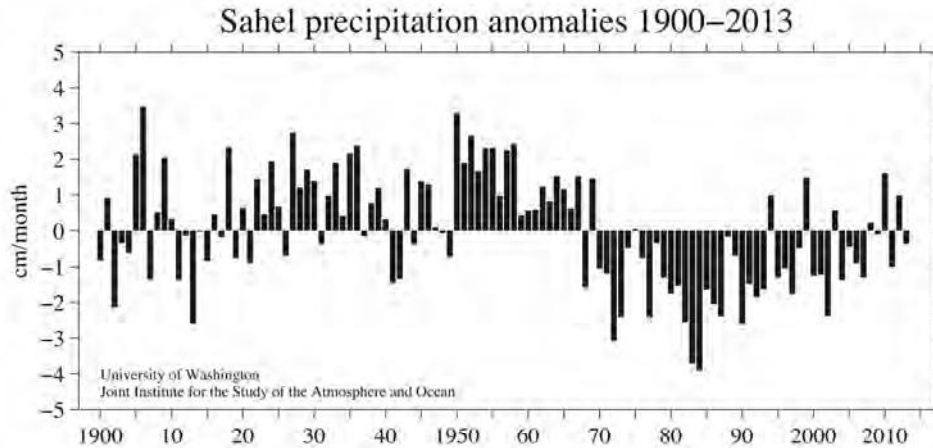 Sahel precipitation anomalies 1900–2013
5
4
3
2
1
0
−1
−2
−3
−4
−5
cm/month
University of Washington
Joint Institute for the Study of the Atmosphere and Ocean
1900 10 20 30 40 1950 60 70 80 90 2000 10